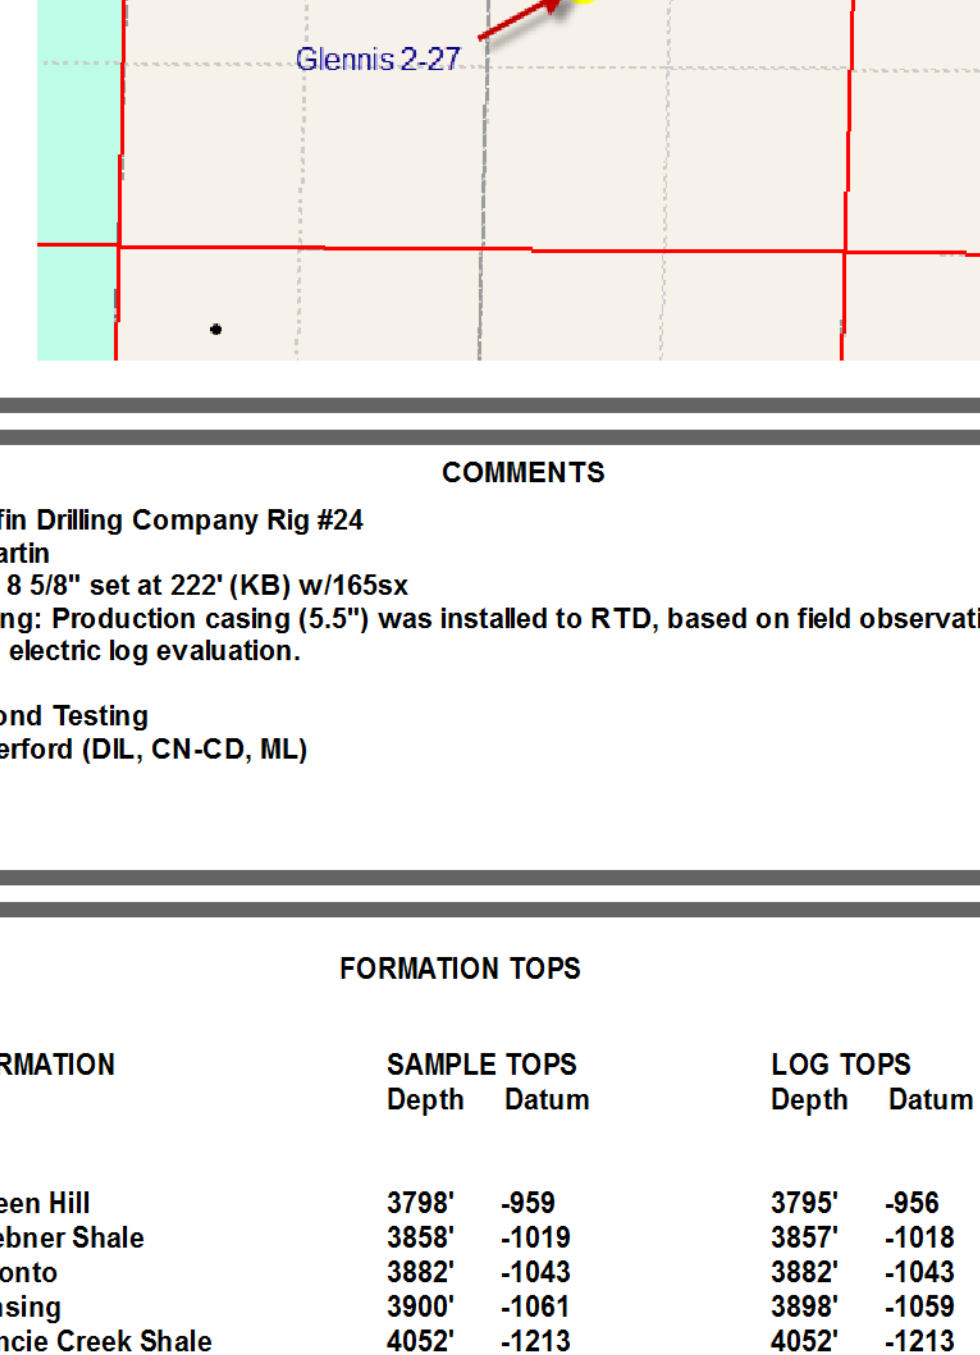 Glennis 2-27
COMMENTS
fin Drilling Company Rig #24
artin
8 5/8" set at 222' (KB) w/165sx
ng: Production casing (5.5") was installed to RTD, based on field observati
electric log evaluation.
ond Testing
erford (DIL, CN-CD, ML)
FORMATION TOPS
RMATION SAMPLE TOPS LOG TOPS
Depth Datum Depth Datum
een Hill 3798' -959 3795' -956
ebner Shale 3858' -1019 3857' -1018
onto 3882' -1043 3882' -1043
nsing 3900' -1061 3898' -1059
ncie Creek Shale 4052' -1213 4052' -1213